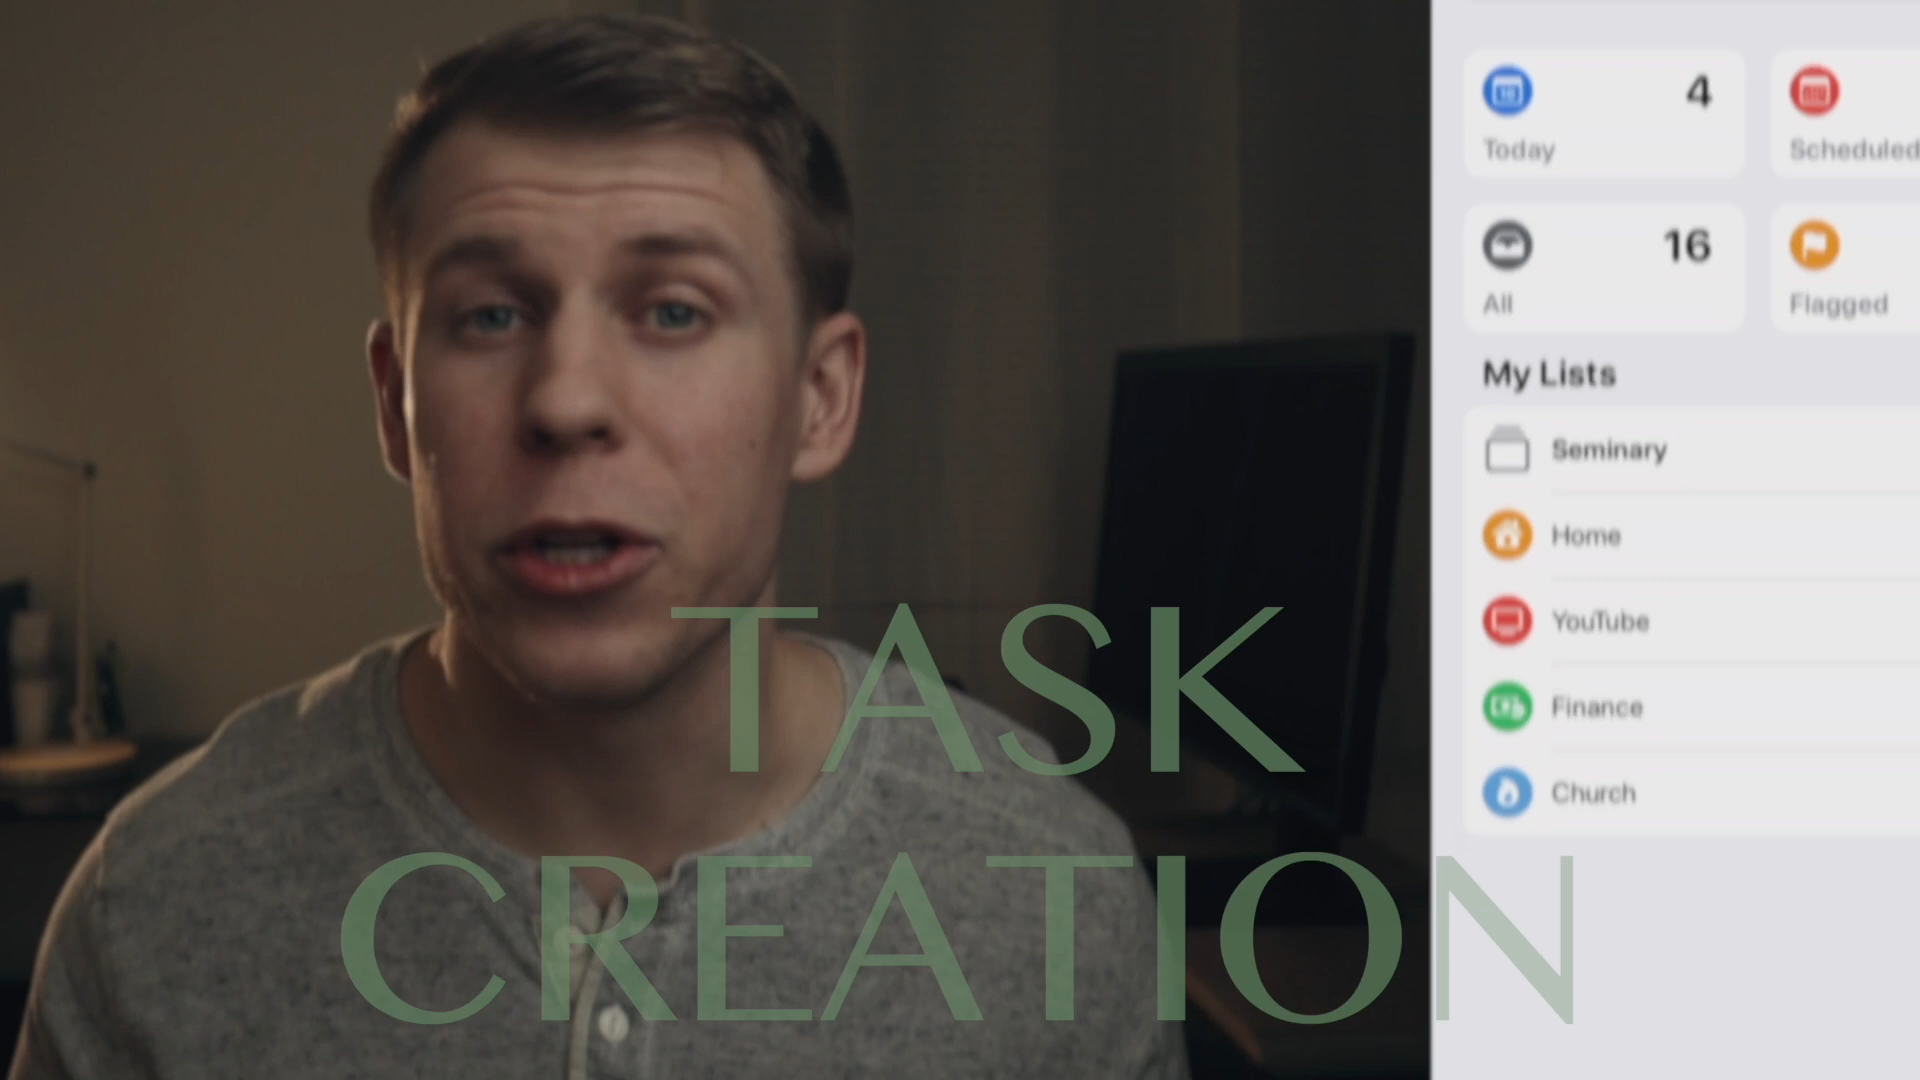 4
Today
Scheduled
16
All
Flagged
My Lists
Seminary
Home
YouTube
Finance
Church
TASK
CREATION